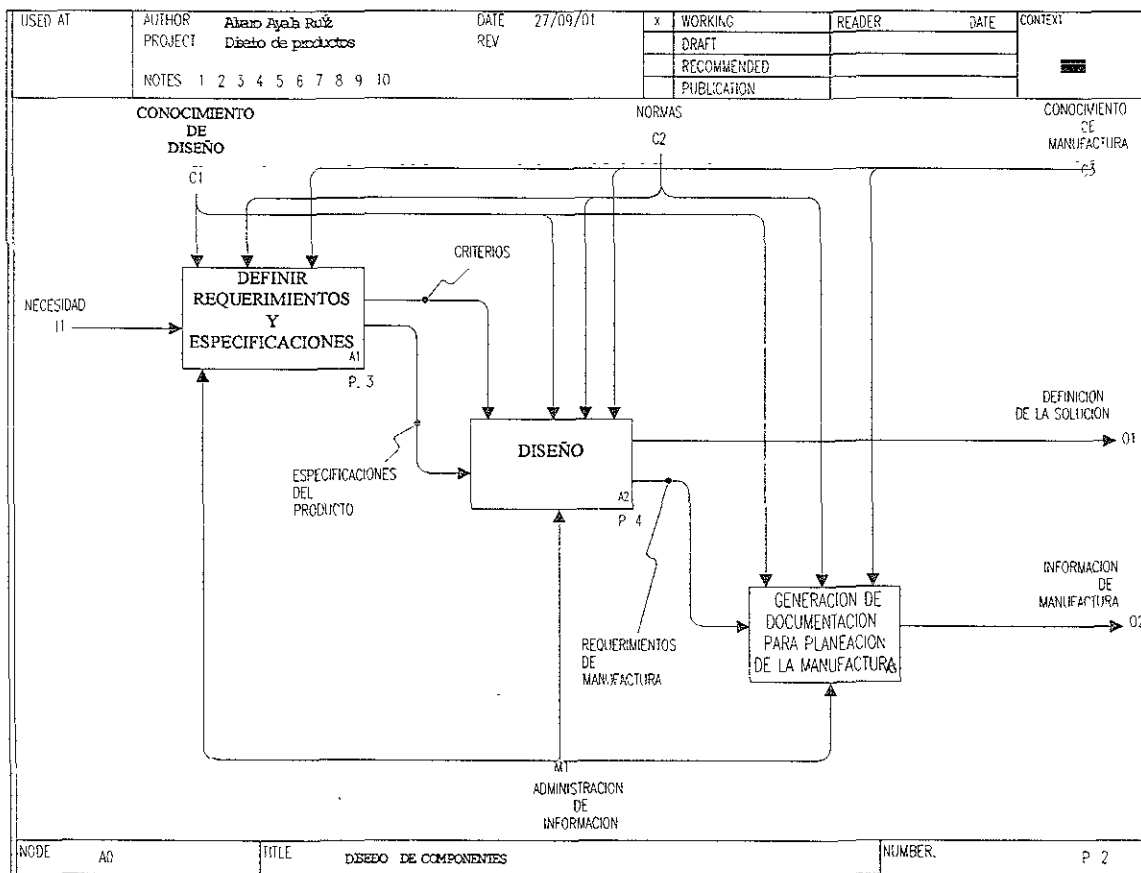 USED AT
AUTHOR Alvaro Ayala Ruíz
DATE 27/09/01
x WORKING
READER DATE
CONTEXT
PROJECT Diseño de productos
REV
DRAFT
RECOMMENDED
NOTES 1 2 3 4 5 6 7 8 9 10
PUBLICATION
CONOCIMIENTO
DE
DISEÑO
C1
NORMAS
C2
CONOCIMIENTO
DE
MANUFACTURA
C3
CRITERIOS
DEFINIR
REQUERIMIENTOS
Y
ESPECIFICACIONES
A1
P. 3
NECESIDAD
I1
DEFINICION
DE LA SOLUCION
O1
DISEÑO
A2
P 4
ESPECIFICACIONES
DEL
PRODUCTO
INFORMACION
DE
MANUFACTURA
O2
GENERACION DE
DOCUMENTACION
PARA PLANEACION
DE LA MANUFACTURA
REQUERIMIENTOS
DE
MANUFACTURA
M1
ADMINISTRACION
DE
INFORMACION
NODE A0
TITLE DISEDO DE COMPONENTES
NUMBER. P 2